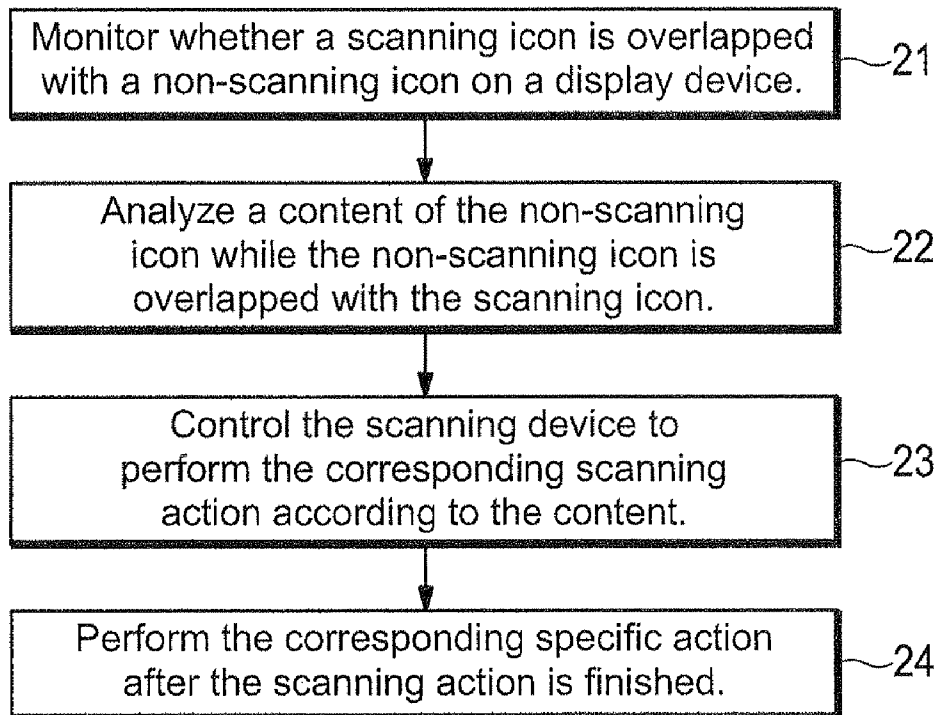 Monitor whether a scanning icon is overlapped
with a non-scanning icon on a display device.
21
Analyze a content of the non-scanning
icon while the non-scanning icon is
overlapped with the scanning icon.
22
Control the scanning device to
perform the corresponding scanning
action according to the content.
23
Perform the corresponding specific action
after the scanning action is finished.
24